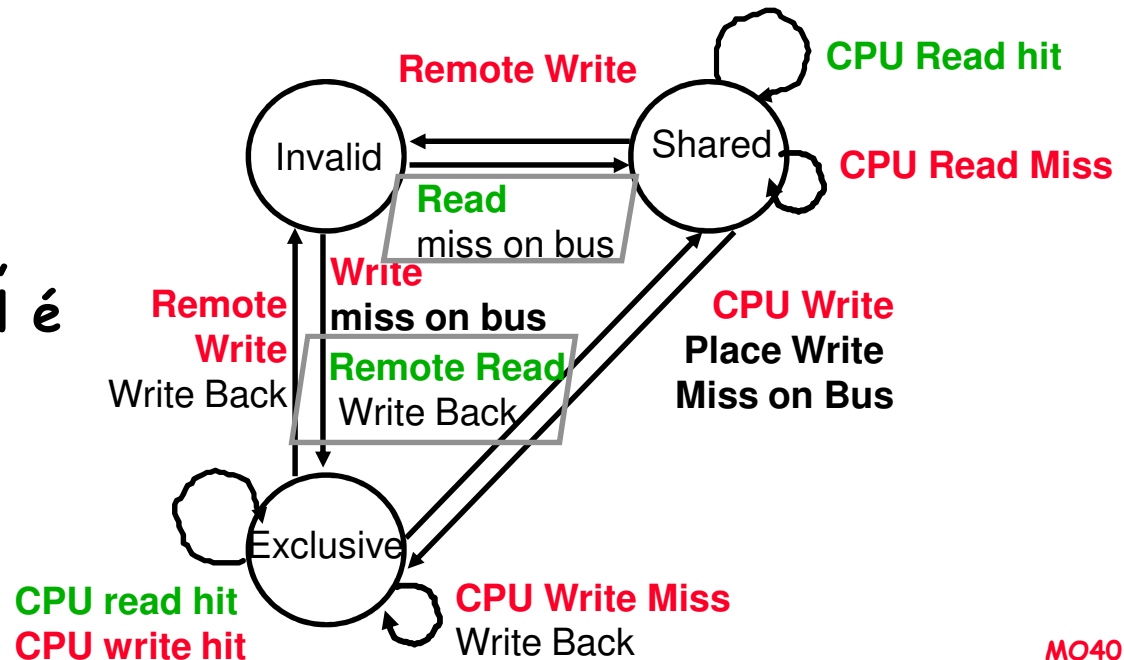 Remote Write
CPU Read hit
Invalid
Shared
CPU Read Miss
Read
miss on bus
Write
miss on bus
Remote
Write
Write Back
Remote Read
Write Back
CPU Write
Place Write
Miss on Bus
Exclusive
CPU read hit
CPU write hit
CPU Write Miss
Write Back
é
MO40